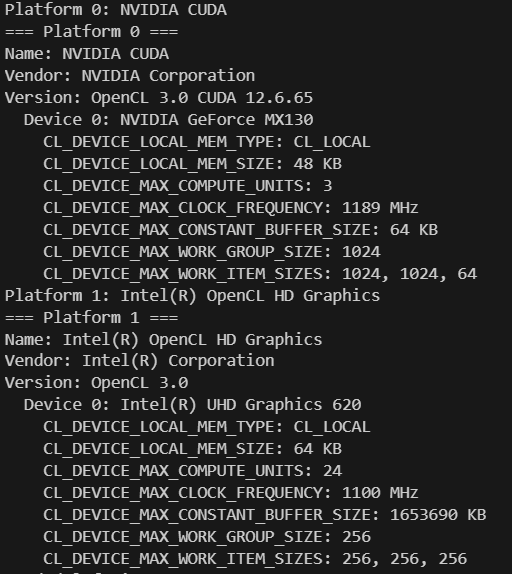 Platform 0: NVIDIA CUDA
=== Platform 0 ===
Name: NVIDIA CUDA
Vendor: NVIDIA Corporation
Version: OpenCL 3.0 CUDA 12.6.65
  Device 0: NVIDIA GeForce MX130
    CL_DEVICE_LOCAL_MEM_TYPE: CL_LOCAL
    CL_DEVICE_LOCAL_MEM_SIZE: 48 KB
    CL_DEVICE_MAX_COMPUTE_UNITS: 3
    CL_DEVICE_MAX_CLOCK_FREQUENCY: 1189 MHz
    CL_DEVICE_MAX_CONSTANT_BUFFER_SIZE: 64 KB
    CL_DEVICE_MAX_WORK_GROUP_SIZE: 1024
    CL_DEVICE_MAX_WORK_ITEM_SIZES: 1024, 1024, 64
Platform 1: Intel(R) OpenCL HD Graphics
=== Platform 1 ===
Name: Intel(R) OpenCL HD Graphics
Vendor: Intel(R) Corporation
Version: OpenCL 3.0
  Device 0: Intel(R) UHD Graphics 620
    CL_DEVICE_LOCAL_MEM_TYPE: CL_LOCAL
    CL_DEVICE_LOCAL_MEM_SIZE: 64 KB
    CL_DEVICE_MAX_COMPUTE_UNITS: 24
    CL_DEVICE_MAX_CLOCK_FREQUENCY: 1100 MHz
    CL_DEVICE_MAX_CONSTANT_BUFFER_SIZE: 1653690 KB
    CL_DEVICE_MAX_WORK_GROUP_SIZE: 256
    CL_DEVICE_MAX_WORK_ITEM_SIZES: 256, 256, 256